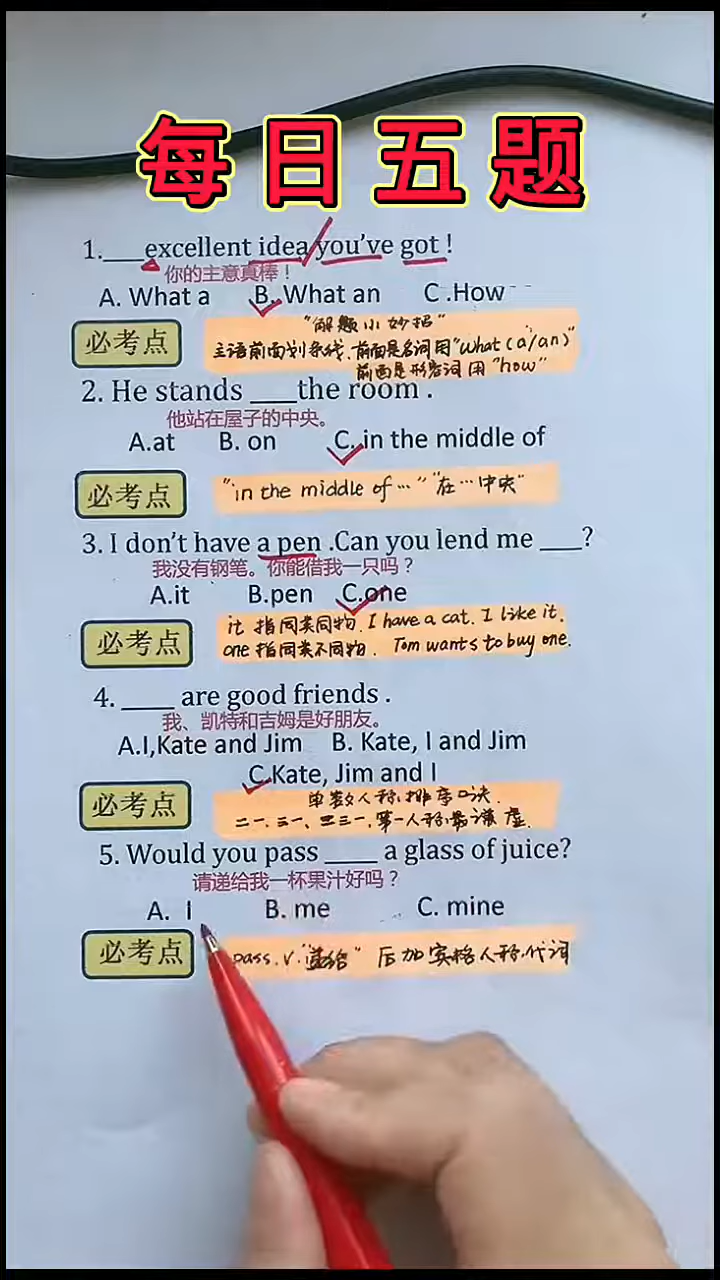 每日五题
1.____excellent idea you've got !
你的主意真棒！
A. What a B. What an C .How
必考点
"解题小妙招"
主语前面划条线，前面是名词用"what (a/an)"
前面是形容词用"how"
2. He stands ____the room .
他站在屋子的中央。
A.at B. on C. in the middle of
必考点
"in the middle of…" "在…中央"
3. I don't have a pen .Can you lend me ____?
我没有钢笔。你能借我一只吗？
A.it B.pen C.one
必考点
it 指同类同物. I have a cat. I like it.
one 指同类不同物. Tom wants to buy one.
4. ____ are good friends .
我、凯特和吉姆是好朋友。
A.I,Kate and Jim B. Kate, I and Jim
C.Kate, Jim and I
必考点
单数人称排序口诀.
二一、三一、二三一，第一人称最谦虚.
5. Would you pass ____ a glass of juice?
请递给我一杯果汁好吗？
A. I B. me C. mine
必考点
pass. v. "递给" 后加宾格人称代词